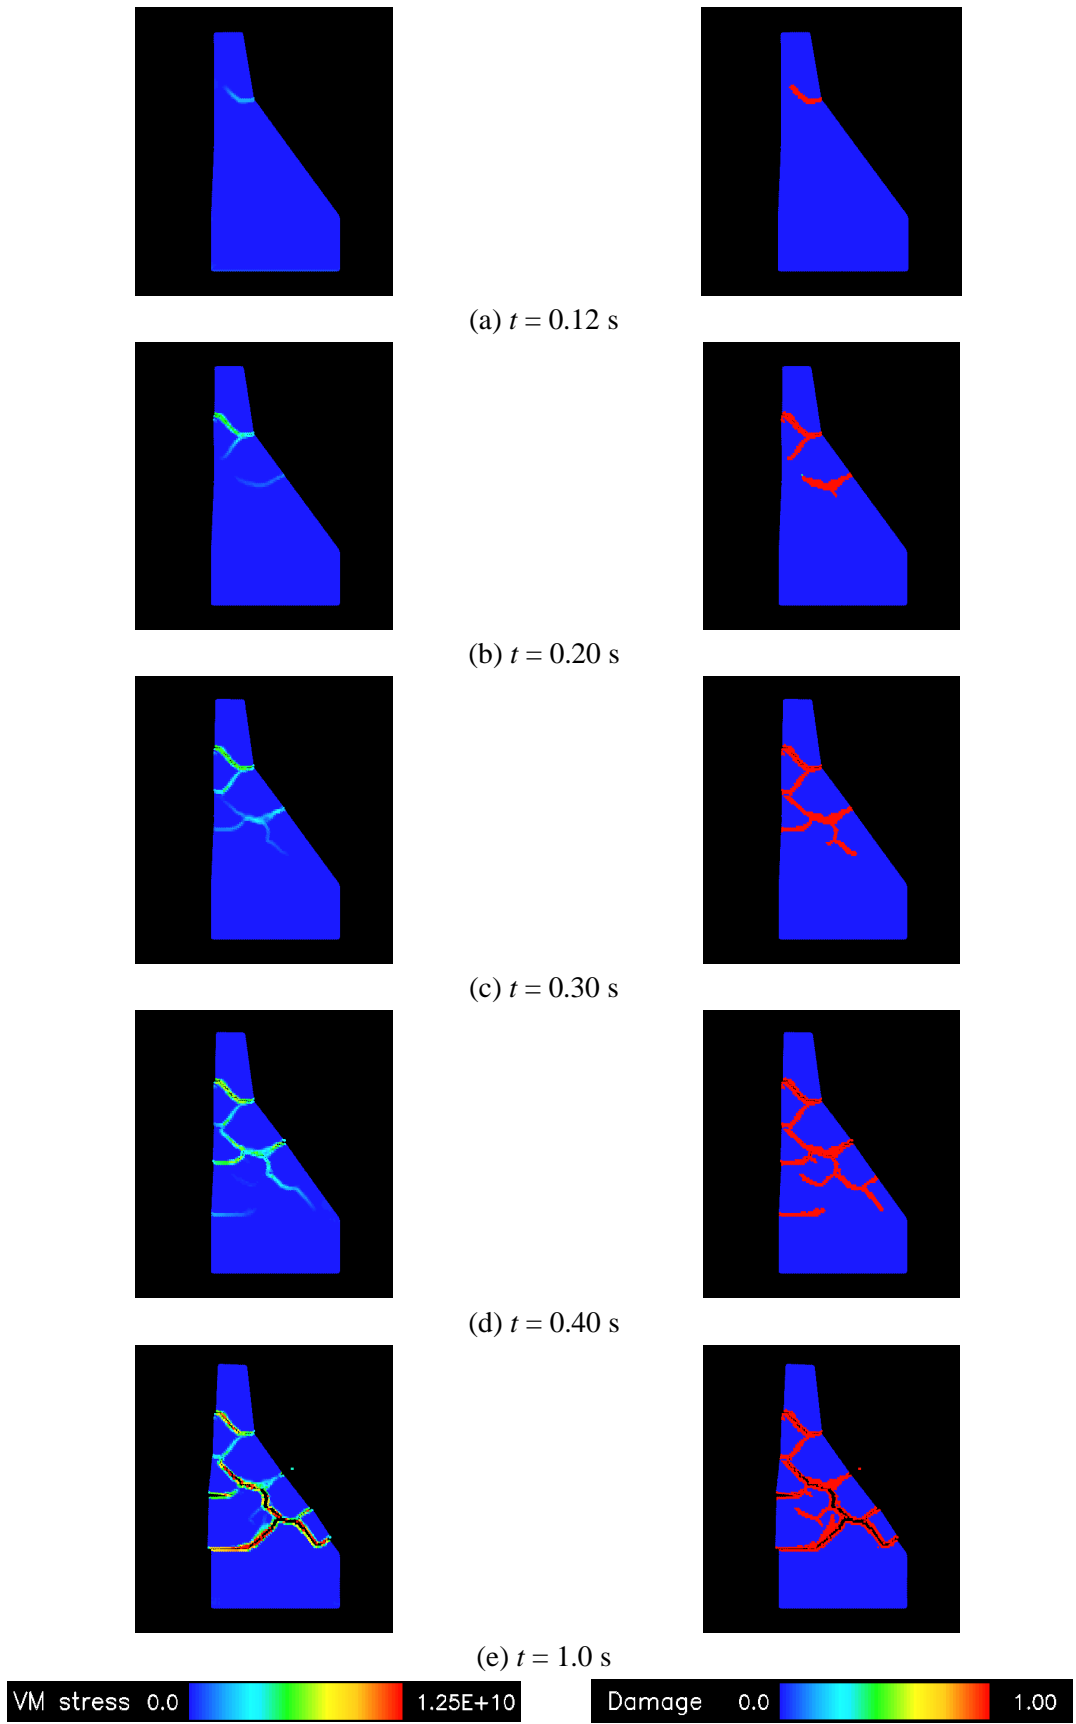 (a) t = 0.12 s
(b) t = 0.20 s
(c) t = 0.30 s
(d) t = 0.40 s
(e) t = 1.0 s
VM stress 0.0 1.25E+10 Damage 0.0 1.00